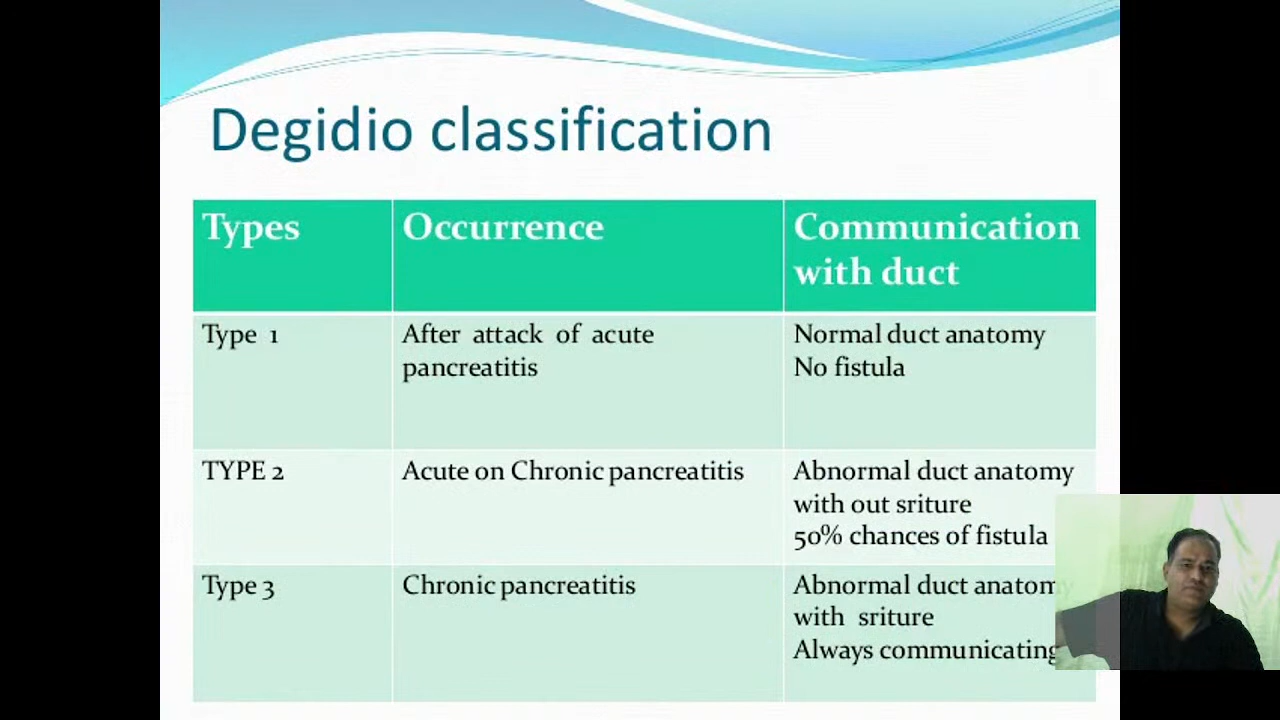 Degidio classification
Types
Occurrence
Communication
with duct
Type 1
After attack of acute
pancreatitis
Normal duct anatomy
No fistula
TYPE 2
Acute on Chronic pancreatitis
Abnormal duct anatomy
with out sriture
50% chances of fistula
Type 3
Chronic pancreatitis
Abnormal duct anatomy
with sriture
Always communicating